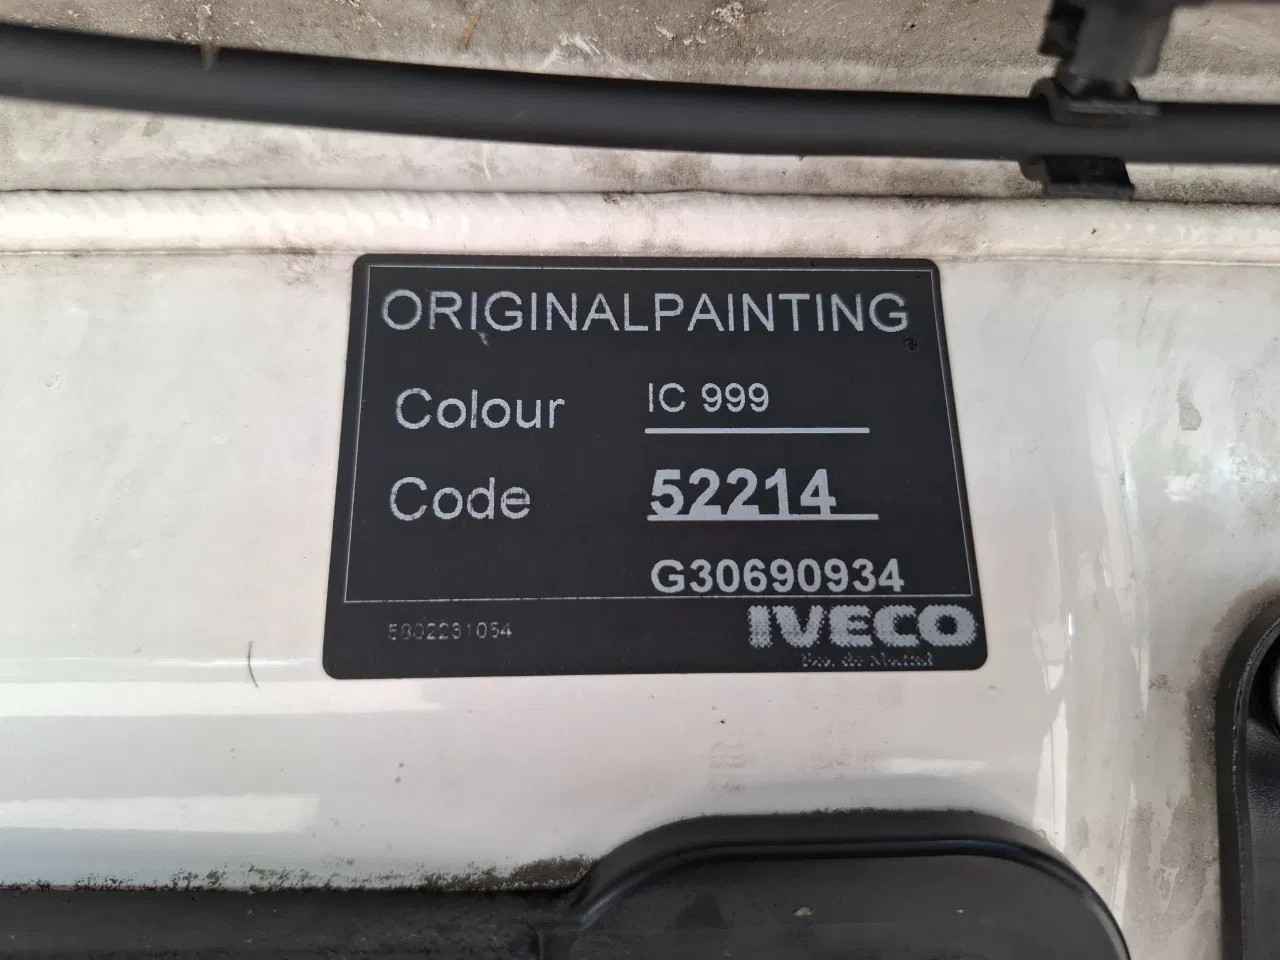 ORIGINALPAINTING
Colour IC 999
Code 52214
G30690934
5802231054
IVECO